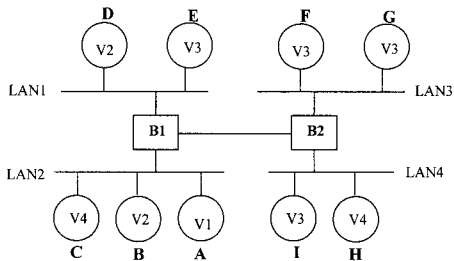 D E F G
V2 V3 V3 V3
LAN1 LAN3
B1 B2
LAN2 LAN4
V4 V2 V1 V3 V4
C B A I H